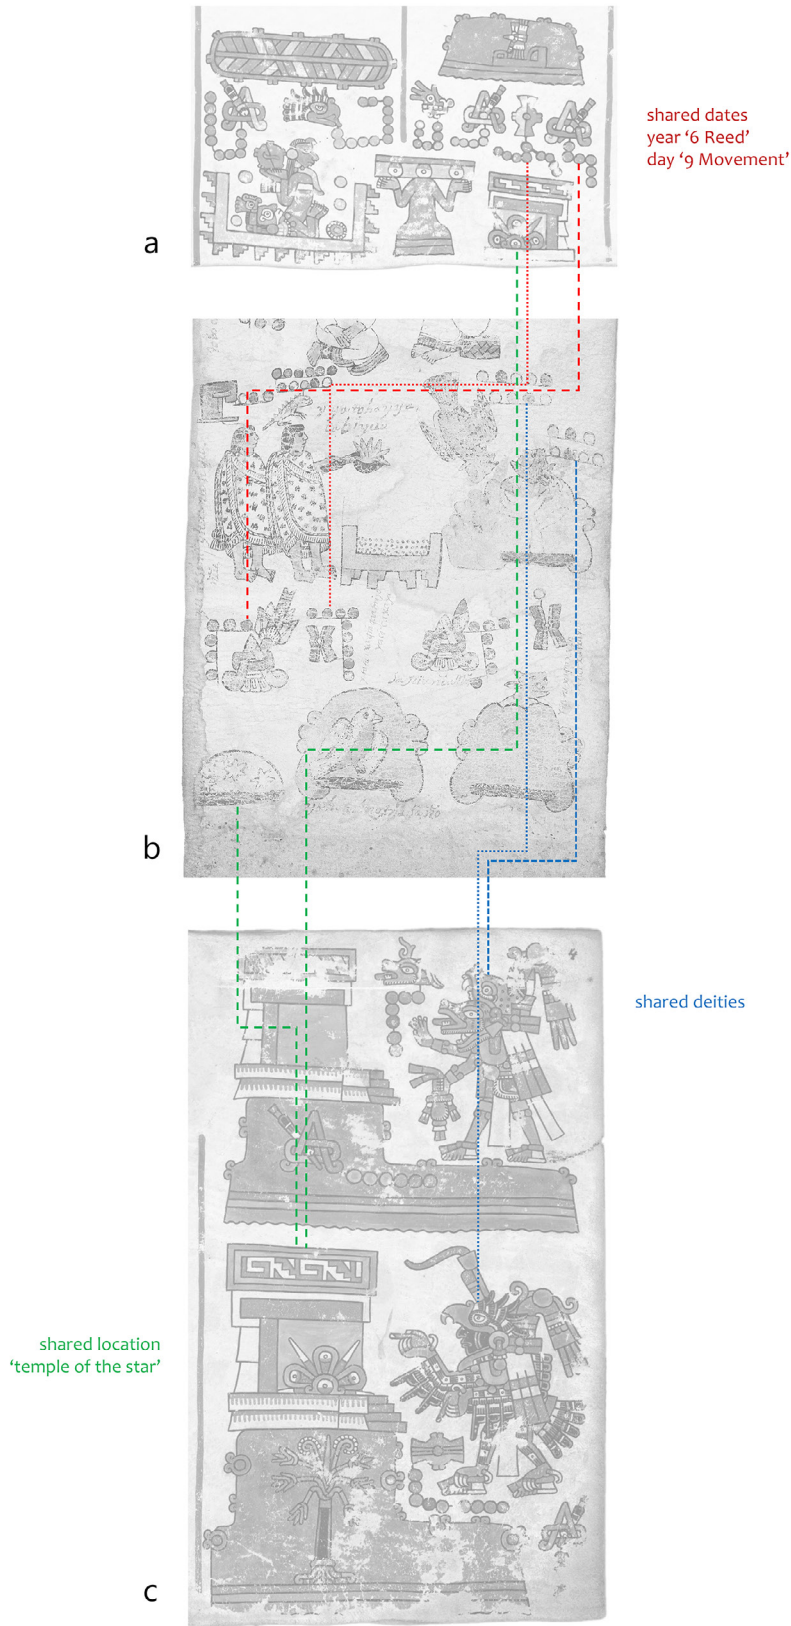 shared dates
year ‘6 Reed’
day ‘9 Movement’
a
b
shared deities
shared location
‘temple of the star’
c